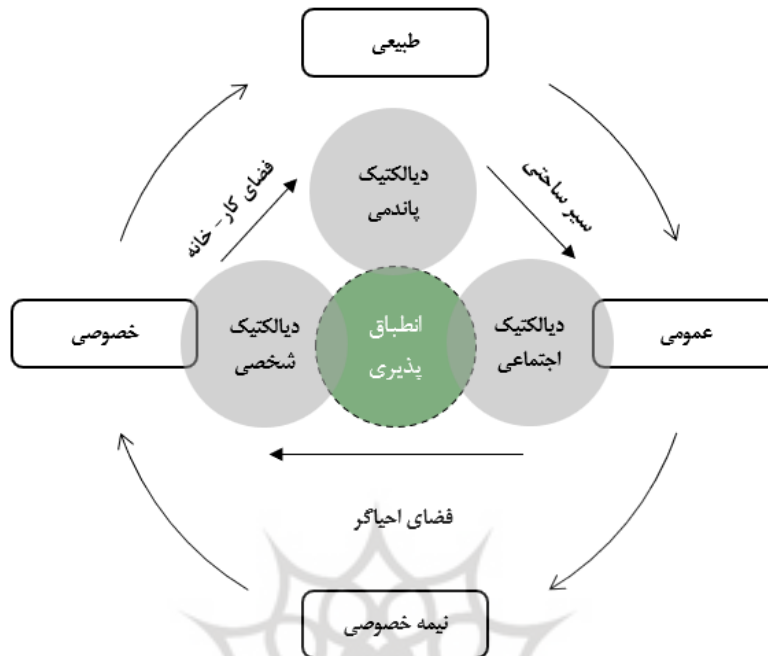 طبیعی
دیالکتیک
پاندمی
فضای کار- خانه
سیر ساحتی
خصوصی
دیالکتیک
شخصی
انطباق
پذیری
دیالکتیک
اجتماعی
عمومی
فضای احیاگر
نیمه خصوصی